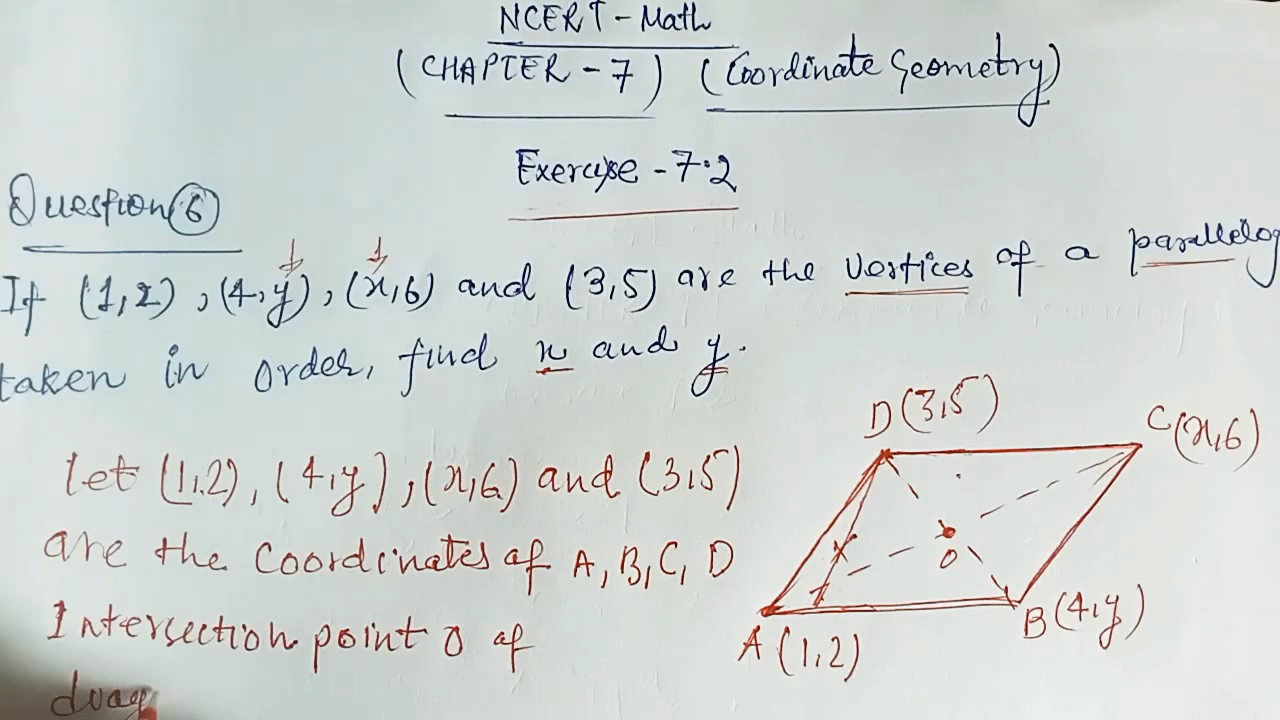 NCERT-Math
(CHAPTER-7) (Coordinate Geometry)
Exercise-7.2
Question 6
If (1,2), (4,y), (x,6) and (3,5) are the vertices of a parallelog
taken in order, find x and y.
let (1,2), (4,y), (x,6) and (3,5)
are the coordinates of A, B, C, D
Intersection point O of
diag
D(3,5)
C(x,6)
O
B(4,y)
A(1,2)